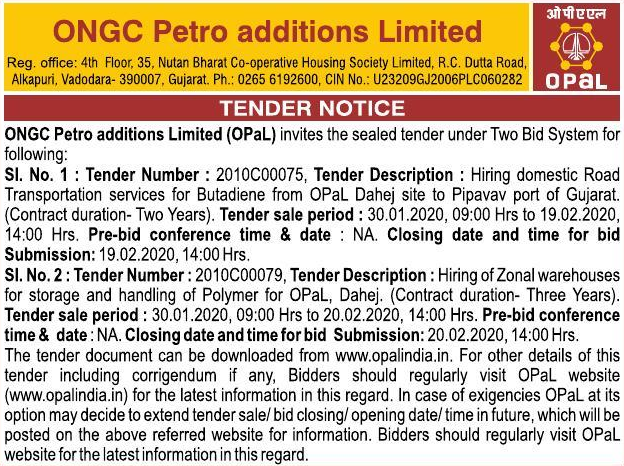 ONGC Petro additions Limited
ओपीएएल
OPaL
Reg. office: 4th Floor, 35, Nutan Bharat Co-operative Housing Society Limited, R.C. Dutta Road,
Alkapuri, Vadodara- 390007, Gujarat. Ph.: 0265 6192600, CIN No.: U23209GJ2006PLC060282
TENDER NOTICE
ONGC Petro additions Limited (OPaL) invites the sealed tender under Two Bid System for
following:
Sl. No. 1 : Tender Number : 2010C00075, Tender Description : Hiring domestic Road
Transportation services for Butadiene from OPaL Dahej site to Pipavav port of Gujarat.
(Contract duration- Two Years). Tender sale period : 30.01.2020, 09:00 Hrs to 19.02.2020,
14:00 Hrs. Pre-bid conference time & date : NA. Closing date and time for bid
Submission: 19.02.2020, 14:00 Hrs.
Sl. No. 2 : Tender Number : 2010C00079, Tender Description : Hiring of Zonal warehouses
for storage and handling of Polymer for OPaL, Dahej. (Contract duration- Three Years).
Tender sale period : 30.01.2020, 09:00 Hrs to 20.02.2020, 14:00 Hrs. Pre-bid conference
time & date : NA. Closing date and time for bid Submission: 20.02.2020, 14:00 Hrs.
The tender document can be downloaded from www.opalindia.in. For other details of this
tender including corrigendum if any, Bidders should regularly visit OPaL website
(www.opalindia.in) for the latest information in this regard. In case of exigencies OPaL at its
option may decide to extend tender sale/ bid closing/ opening date/ time in future, which will be
posted on the above referred website for information. Bidders should regularly visit OPaL
website for the latest information in this regard.